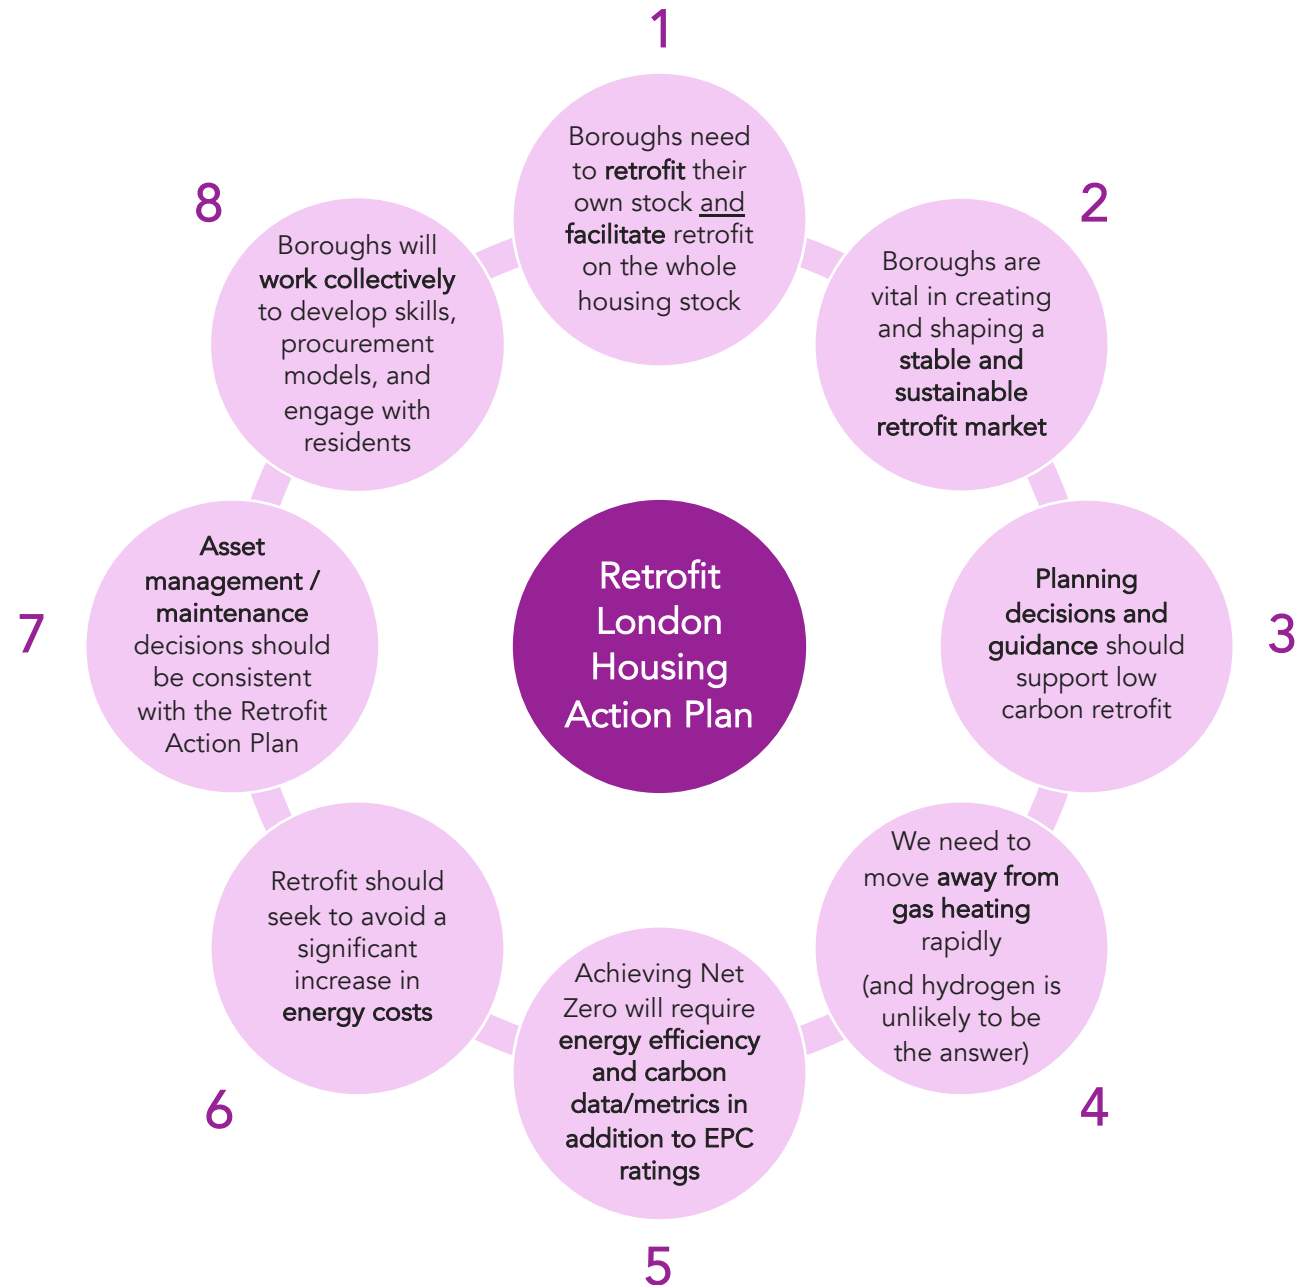 1
Boroughs need
to retrofit their
own stock and
facilitate retrofit
on the whole
housing stock
2
Boroughs are
vital in creating
and shaping a
stable and
sustainable
retrofit market
3
Planning
decisions and
guidance should
support low
carbon retrofit
4
We need to
move away from
gas heating
rapidly
(and hydrogen is
unlikely to be
the answer)
5
Achieving Net
Zero will require
energy efficiency
and carbon
data/metrics in
addition to EPC
ratings
6
Retrofit should
seek to avoid a
significant
increase in
energy costs
7
Asset
management /
maintenance
decisions should
be consistent
with the Retrofit
Action Plan
8
Boroughs will
work collectively
to develop skills,
procurement
models, and
engage with
residents
Retrofit
London
Housing
Action Plan